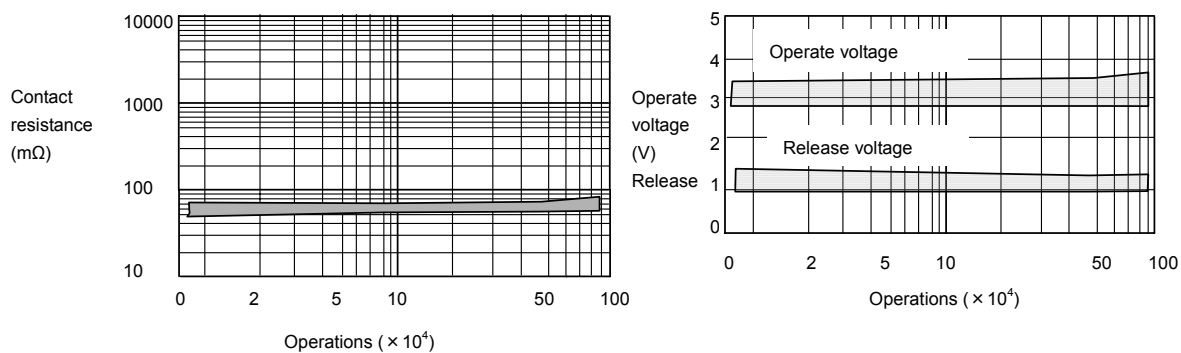 10000
1000
100
10
Contact
resistance
(mΩ)
0 2 5 10 50 100
Operations ( × 10⁴)
5
4
3
2
1
0
Operate
voltage
(V)
Release
Operate voltage
Release voltage
0 2 5 10 50 100
Operations ( × 10⁴)